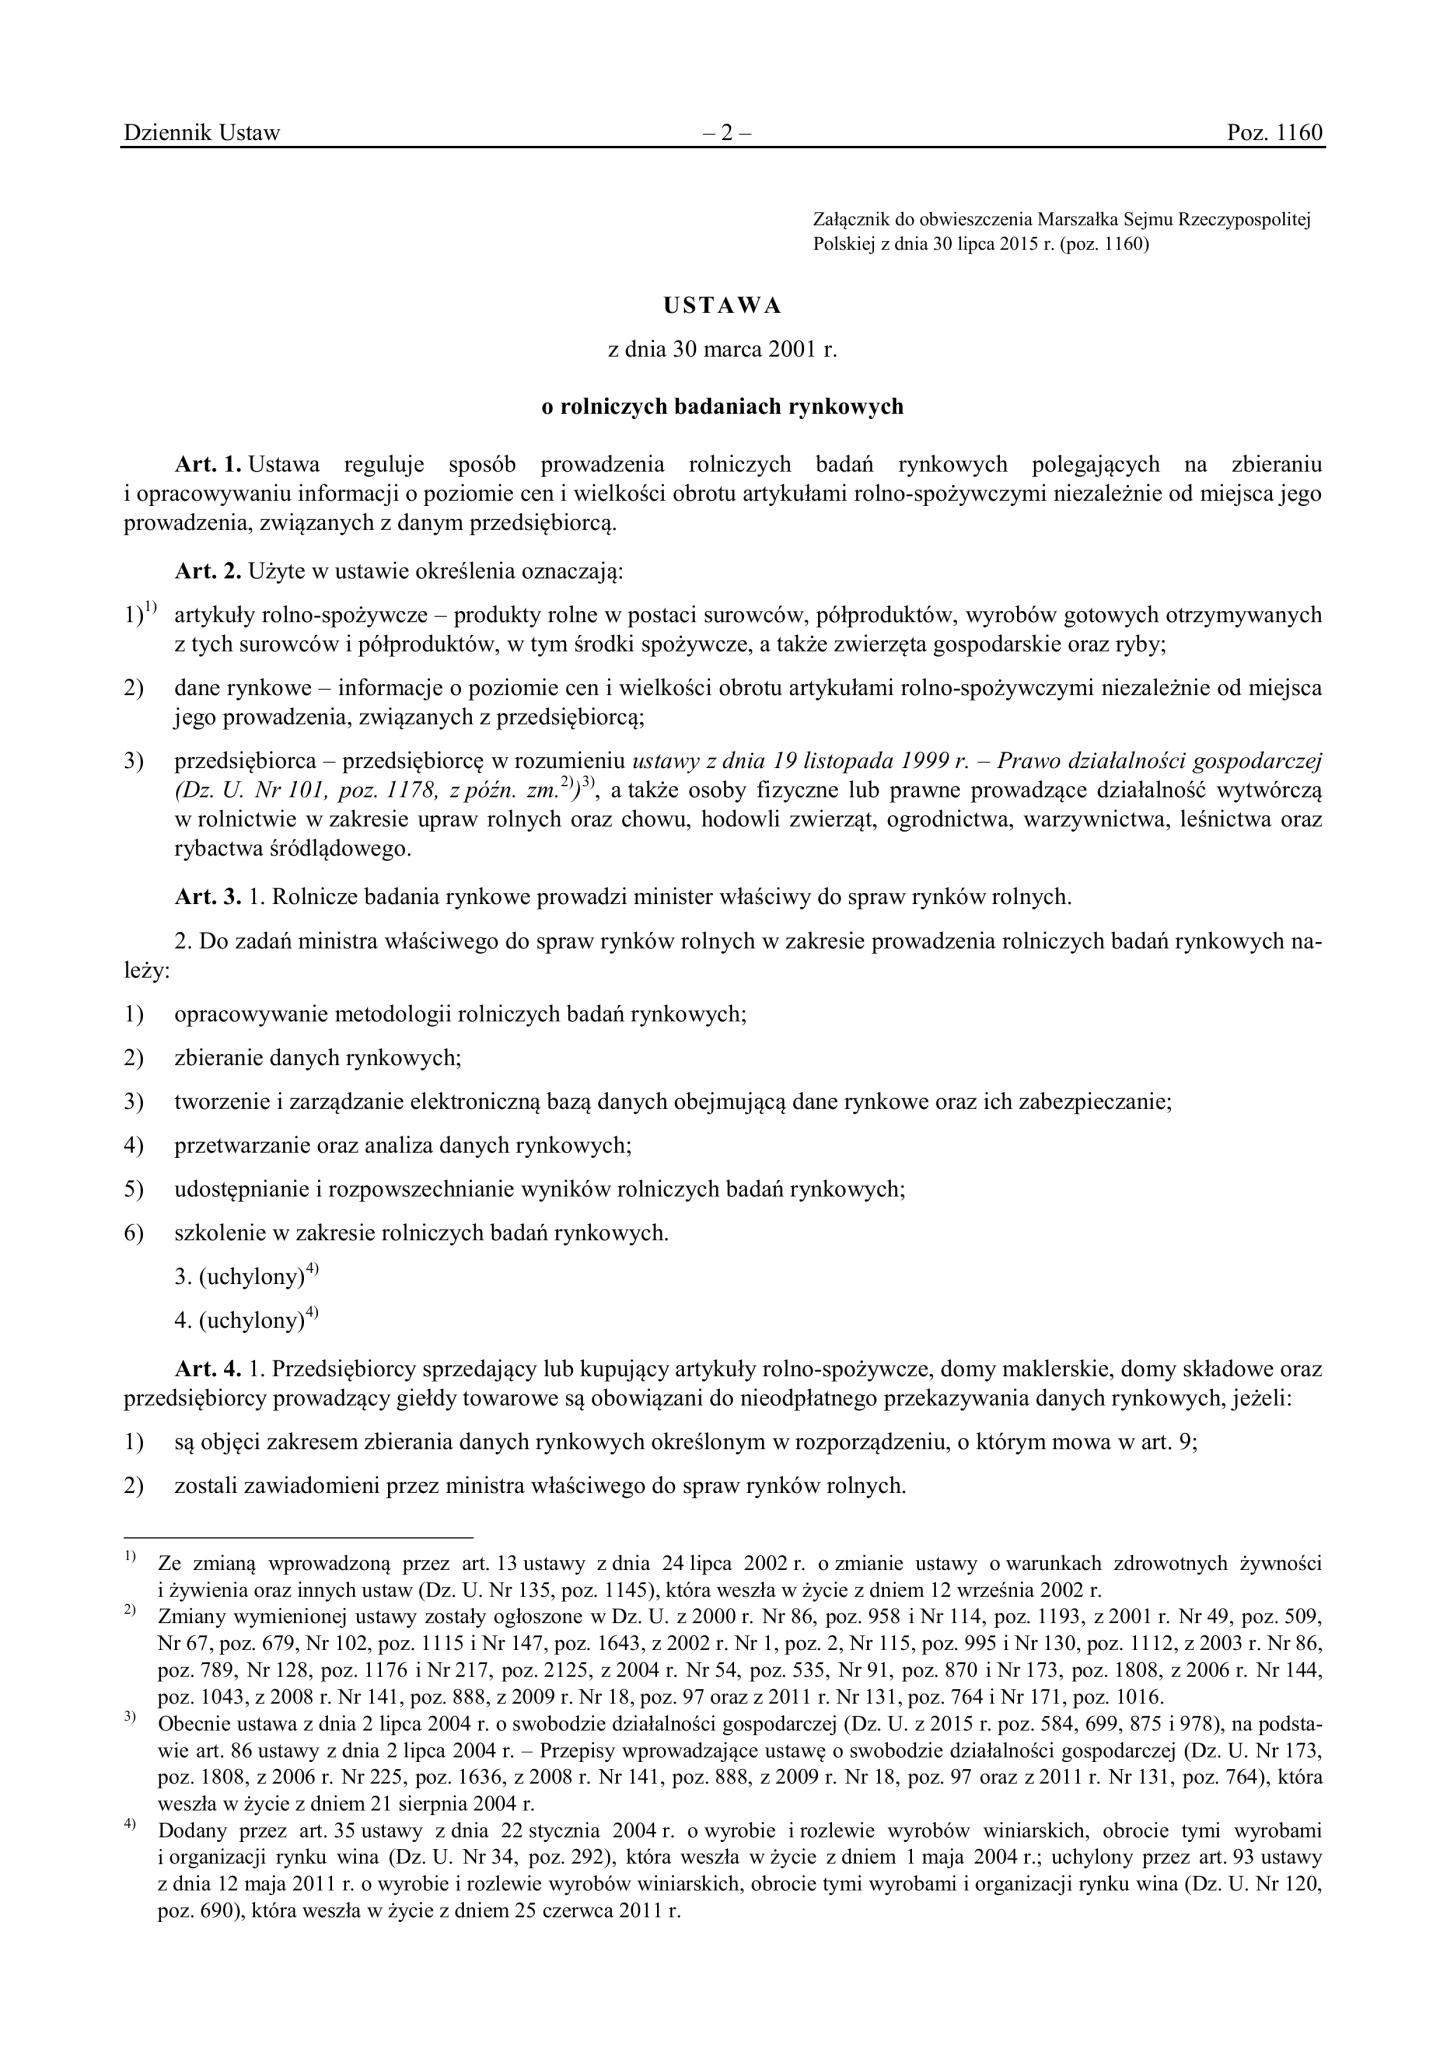 Dziennik Ustaw – 2 – Poz. 1160
Załącznik do obwieszczenia Marszałka Sejmu Rzeczypospolitej
Polskiej z dnia 30 lipca 2015 r. (poz. 1160)
USTAWA
z dnia 30 marca 2001 r.
o rolniczych badaniach rynkowych
Art. 1. Ustawa reguluje sposób prowadzenia rolniczych badań rynkowych polegających na zbieraniu
i opracowywaniu informacji o poziomie cen i wielkości obrotu artykułami rolno-spożywczymi niezależnie od miejsca jego
prowadzenia, związanych z danym przedsiębiorcą.
Art. 2. Użyte w ustawie określenia oznaczają:
1)1) artykuły rolno-spożywcze – produkty rolne w postaci surowców, półproduktów, wyrobów gotowych otrzymywanych
z tych surowców i półproduktów, w tym środki spożywcze, a także zwierzęta gospodarskie oraz ryby;
2) dane rynkowe – informacje o poziomie cen i wielkości obrotu artykułami rolno-spożywczymi niezależnie od miejsca
jego prowadzenia, związanych z przedsiębiorcą;
3) przedsiębiorca – przedsiębiorcę w rozumieniu ustawy z dnia 19 listopada 1999 r. – Prawo działalności gospodarczej
(Dz. U. Nr 101, poz. 1178, z późn. zm.2))3), a także osoby fizyczne lub prawne prowadzące działalność wytwórczą
w rolnictwie w zakresie upraw rolnych oraz chowu, hodowli zwierząt, ogrodnictwa, warzywnictwa, leśnictwa oraz
rybactwa śródlądowego.
Art. 3. 1. Rolnicze badania rynkowe prowadzi minister właściwy do spraw rynków rolnych.
2. Do zadań ministra właściwego do spraw rynków rolnych w zakresie prowadzenia rolniczych badań rynkowych na-
leży:
1) opracowywanie metodologii rolniczych badań rynkowych;
2) zbieranie danych rynkowych;
3) tworzenie i zarządzanie elektroniczną bazą danych obejmującą dane rynkowe oraz ich zabezpieczanie;
4) przetwarzanie oraz analiza danych rynkowych;
5) udostępnianie i rozpowszechnianie wyników rolniczych badań rynkowych;
6) szkolenie w zakresie rolniczych badań rynkowych.
3. (uchylony)4)
4. (uchylony)4)
Art. 4. 1. Przedsiębiorcy sprzedający lub kupujący artykuły rolno-spożywcze, domy maklerskie, domy składowe oraz
przedsiębiorcy prowadzący giełdy towarowe są obowiązani do nieodpłatnego przekazywania danych rynkowych, jeżeli:
1) są objęci zakresem zbierania danych rynkowych określonym w rozporządzeniu, o którym mowa w art. 9;
2) zostali zawiadomieni przez ministra właściwego do spraw rynków rolnych.
1) Ze zmianą wprowadzoną przez art. 13 ustawy z dnia 24 lipca 2002 r. o zmianie ustawy o warunkach zdrowotnych żywności
i żywienia oraz innych ustaw (Dz. U. Nr 135, poz. 1145), która weszła w życie z dniem 12 września 2002 r.
2) Zmiany wymienionej ustawy zostały ogłoszone w Dz. U. z 2000 r. Nr 86, poz. 958 i Nr 114, poz. 1193, z 2001 r. Nr 49, poz. 509,
Nr 67, poz. 679, Nr 102, poz. 1115 i Nr 147, poz. 1643, z 2002 r. Nr 1, poz. 2, Nr 115, poz. 995 i Nr 130, poz. 1112, z 2003 r. Nr 86,
poz. 789, Nr 128, poz. 1176 i Nr 217, poz. 2125, z 2004 r. Nr 54, poz. 535, Nr 91, poz. 870 i Nr 173, poz. 1808, z 2006 r. Nr 144,
poz. 1043, z 2008 r. Nr 141, poz. 888, z 2009 r. Nr 18, poz. 97 oraz z 2011 r. Nr 131, poz. 764 i Nr 171, poz. 1016.
3) Obecnie ustawa z dnia 2 lipca 2004 r. o swobodzie działalności gospodarczej (Dz. U. z 2015 r. poz. 584, 699, 875 i 978), na podsta-
wie art. 86 ustawy z dnia 2 lipca 2004 r. – Przepisy wprowadzające ustawę o swobodzie działalności gospodarczej (Dz. U. Nr 173,
poz. 1808, z 2006 r. Nr 225, poz. 1636, z 2008 r. Nr 141, poz. 888, z 2009 r. Nr 18, poz. 97 oraz z 2011 r. Nr 131, poz. 764), która
weszła w życie z dniem 21 sierpnia 2004 r.
4) Dodany przez art. 35 ustawy z dnia 22 stycznia 2004 r. o wyrobie i rozlewie wyrobów winiarskich, obrocie tymi wyrobami
i organizacji rynku wina (Dz. U. Nr 34, poz. 292), która weszła w życie z dniem 1 maja 2004 r.; uchylony przez art. 93 ustawy
z dnia 12 maja 2011 r. o wyrobie i rozlewie wyrobów winiarskich, obrocie tymi wyrobami i organizacji rynku wina (Dz. U. Nr 120,
poz. 690), która weszła w życie z dniem 25 czerwca 2011 r.